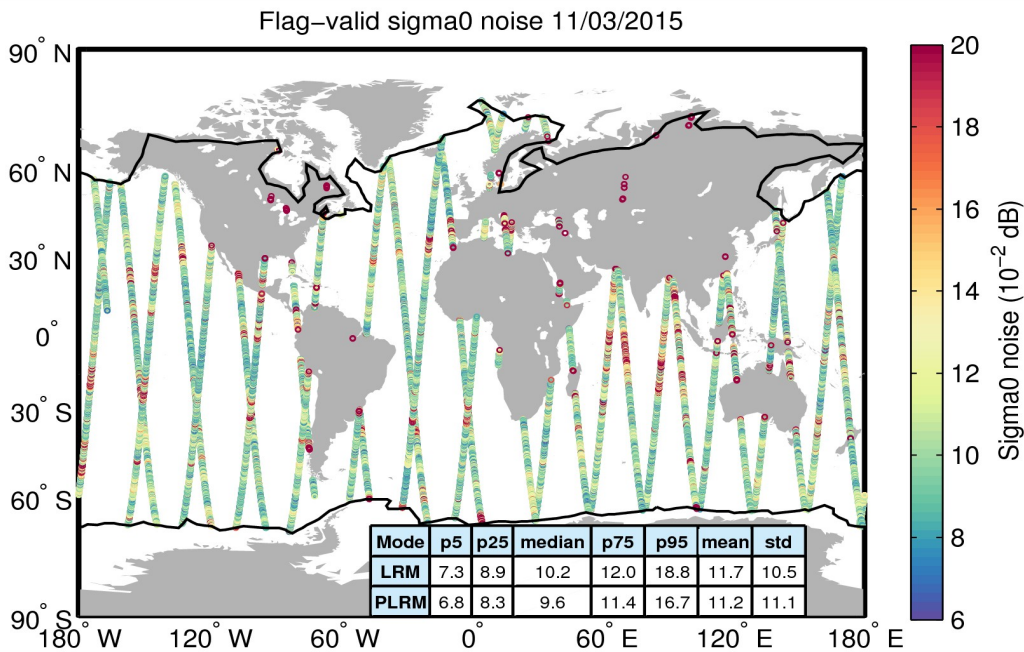 Flag−valid sigma0 noise 11/03/2015
90° N
60° N
30° N
0°
30° S
60° S
90° S
180° W 120° W 60° W 0° 60° E 120° E 180° E
Mode p5 p25 median p75 p95 mean std
LRM 7.3 8.9 10.2 12.0 18.8 11.7 10.5
PLRM 6.8 8.3 9.6 11.4 16.7 11.2 11.1
20
18
16
14
12
10
8
6
Sigma0 noise (10⁻² dB)